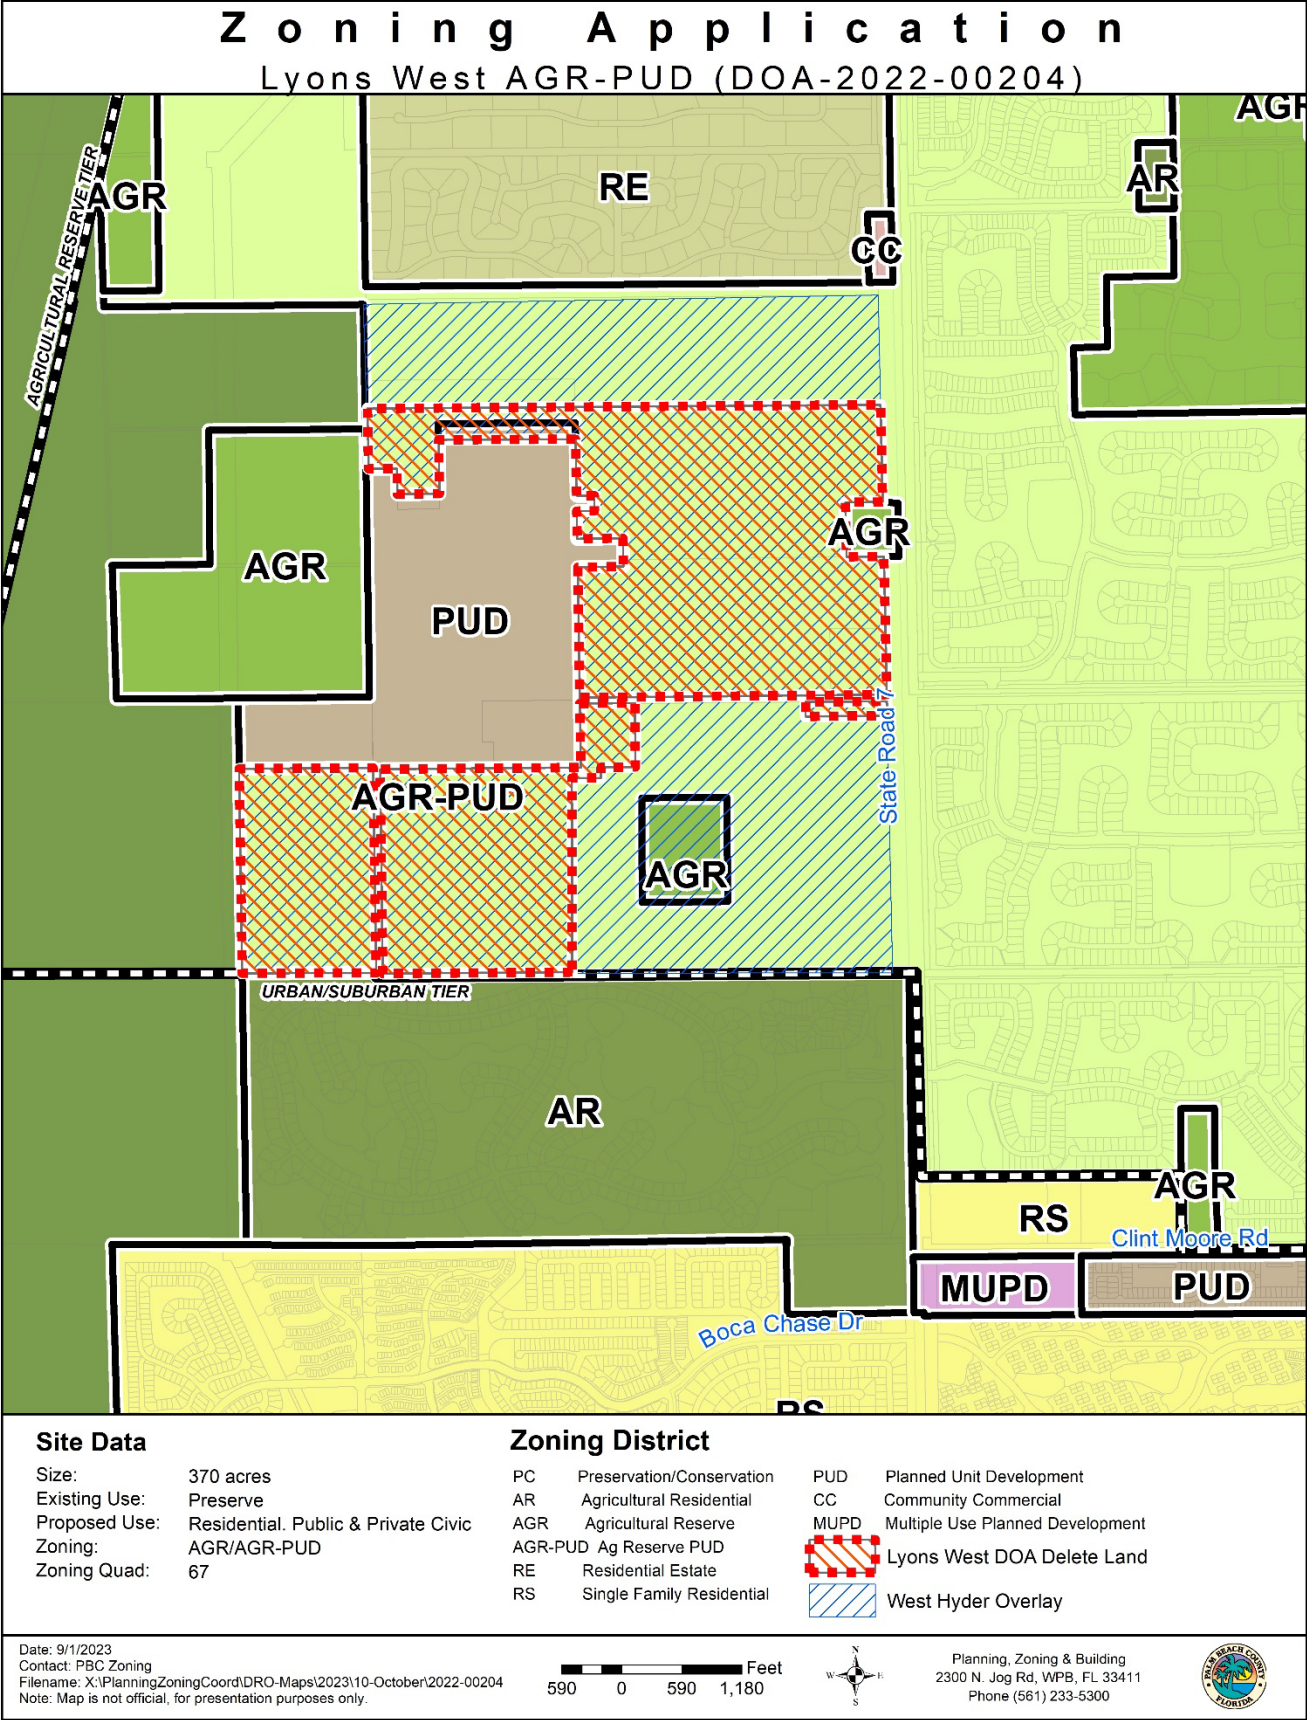 Zoning Application
Lyons West AGR-PUD (DOA-2022-00204)
AGR
AGR
RE
AR
CC
AGRICULTURAL RESERVE TIER
AGR
AGR
PUD
State Road 7
AGR-PUD
AGR
URBAN/SUBURBAN TIER
AR
AGR
RS
Clint Moore Rd
MUPD
PUD
Boca Chase Dr
RS
Site Data
Size: 370 acres
Existing Use: Preserve
Proposed Use: Residential. Public & Private Civic
Zoning: AGR/AGR-PUD
Zoning Quad: 67
Zoning District
PC Preservation/Conservation
AR Agricultural Residential
AGR Agricultural Reserve
AGR-PUD Ag Reserve PUD
RE Residential Estate
RS Single Family Residential
PUD Planned Unit Development
CC Community Commercial
MUPD Multiple Use Planned Development
Lyons West DOA Delete Land
West Hyder Overlay
Date: 9/1/2023
Contact: PBC Zoning
Filename: X:\PlanningZoningCoord\DRO-Maps\2023\10-October\2022-00204
Note: Map is not official, for presentation purposes only.
Feet
590 0 590 1,180
N
W E
S
Planning, Zoning & Building
2300 N. Jog Rd, WPB, FL 33411
Phone (561) 233-5300
PALM BEACH COUNTY
FLORIDA